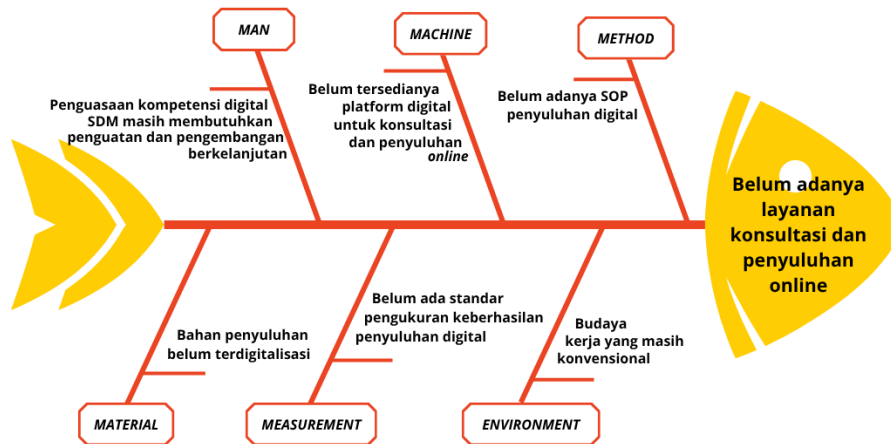 MAN
MACHINE
METHOD
Penguasaan kompetensi digital
SDM masih membutuhkan
penguatan dan pengembangan
berkelanjutan
Belum tersedianya
platform digital
untuk konsultasi
dan penyuluhan
online
Belum adanya SOP
penyuluhan digital
Belum adanya
layanan
konsultasi dan
penyuluhan
online
Bahan penyuluhan
belum terdigitalisasi
Belum ada standar
pengukuran keberhasilan
penyuluhan digital
Budaya
kerja yang masih
konvensional
MATERIAL
MEASUREMENT
ENVIRONMENT